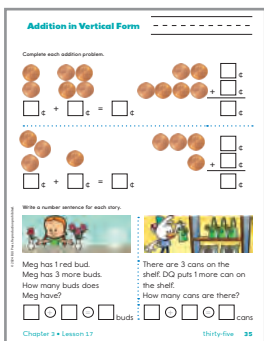 Addition in Vertical Form
Complete each addition problem.
¢
+ ¢
¢ + ¢ = ¢
¢
¢
+ ¢
¢ + ¢ = ¢
¢
Write a number sentence for each story.
Meg has 1 red bud.
Meg has 3 more buds.
How many buds does
Meg have?
+ = buds
There are 3 cans on the
shelf. DQ puts 1 more can on
the shelf.
How many cans are there?
+ = cans
Chapter 3 • Lesson 17
thirty-five 35